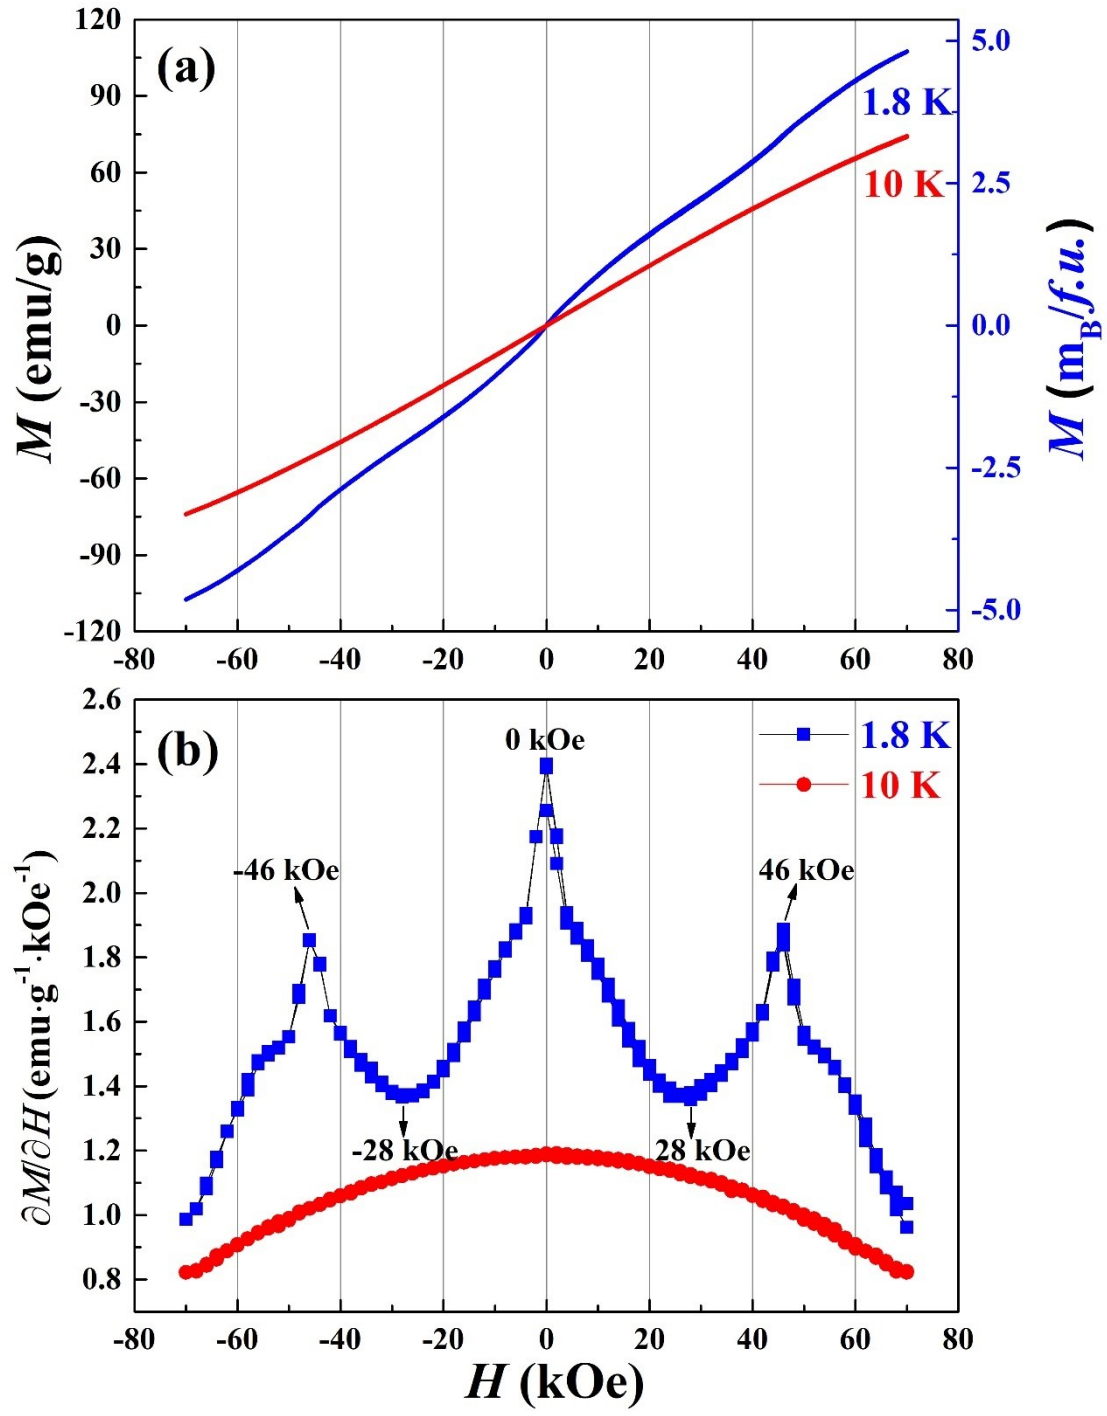 (a)
120
90
60
30
0
-30
-60
-90
-120
M (emu/g)
5.0
2.5
0.0
-2.5
-5.0
M (m_B/f.u.)
1.8 K
10 K
-80 -60 -40 -20 0 20 40 60 80
(b)
2.6
2.4
2.2
2.0
1.8
1.6
1.4
1.2
1.0
0.8
∂M/∂H (emu·g⁻¹·kOe⁻¹)
0 kOe
1.8 K
10 K
-46 kOe
46 kOe
-28 kOe
28 kOe
-80 -60 -40 -20 0 20 40 60 80
H (kOe)